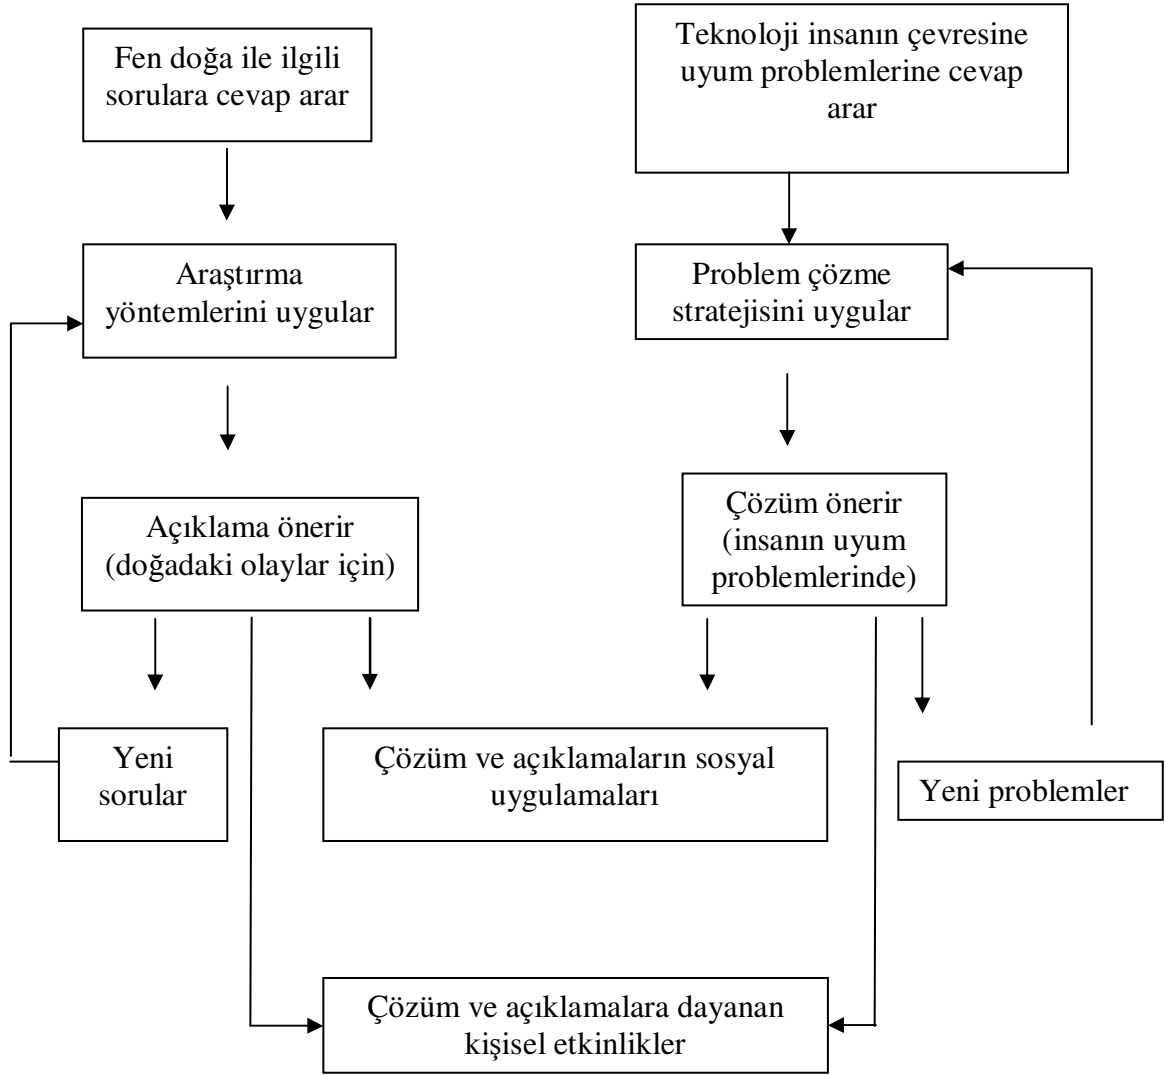 Fen doğa ile ilgili
sorulara cevap arar
Teknoloji insanın çevresine
uyum problemlerine cevap
arar
Araştırma
yöntemlerini uygular
Problem çözme
stratejisini uygular
Açıklama önerir
(doğadaki olaylar için)
Çözüm önerir
(insanın uyum
problemlerinde)
Yeni
sorular
Çözüm ve açıklamaların sosyal
uygulamaları
Yeni problemler
Çözüm ve açıklamalara dayanan
kişisel etkinlikler